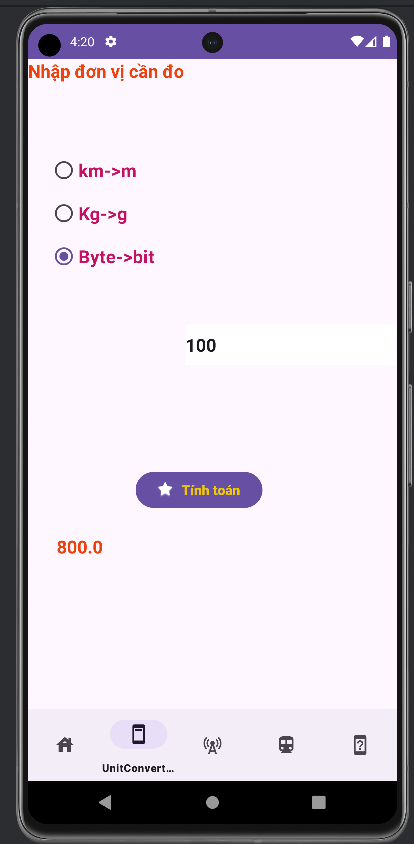 4:20
Nhập đơn vị cần đo
km->m
Kg->g
Byte->bit
100
Tính toán
800.0
UnitConvert...